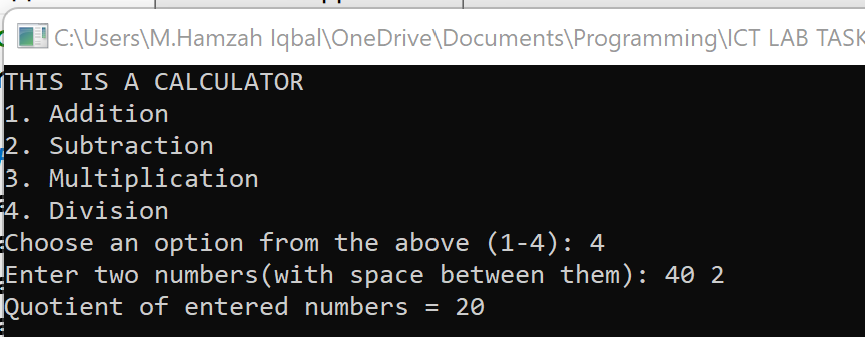 C:\Users\M.Hamzah Iqbal\OneDrive\Documents\Programming\ICT LAB TASK
THIS IS A CALCULATOR
1. Addition
2. Subtraction
3. Multiplication
4. Division
Choose an option from the above (1-4): 4
Enter two numbers(with space between them): 40 2
Quotient of entered numbers = 20